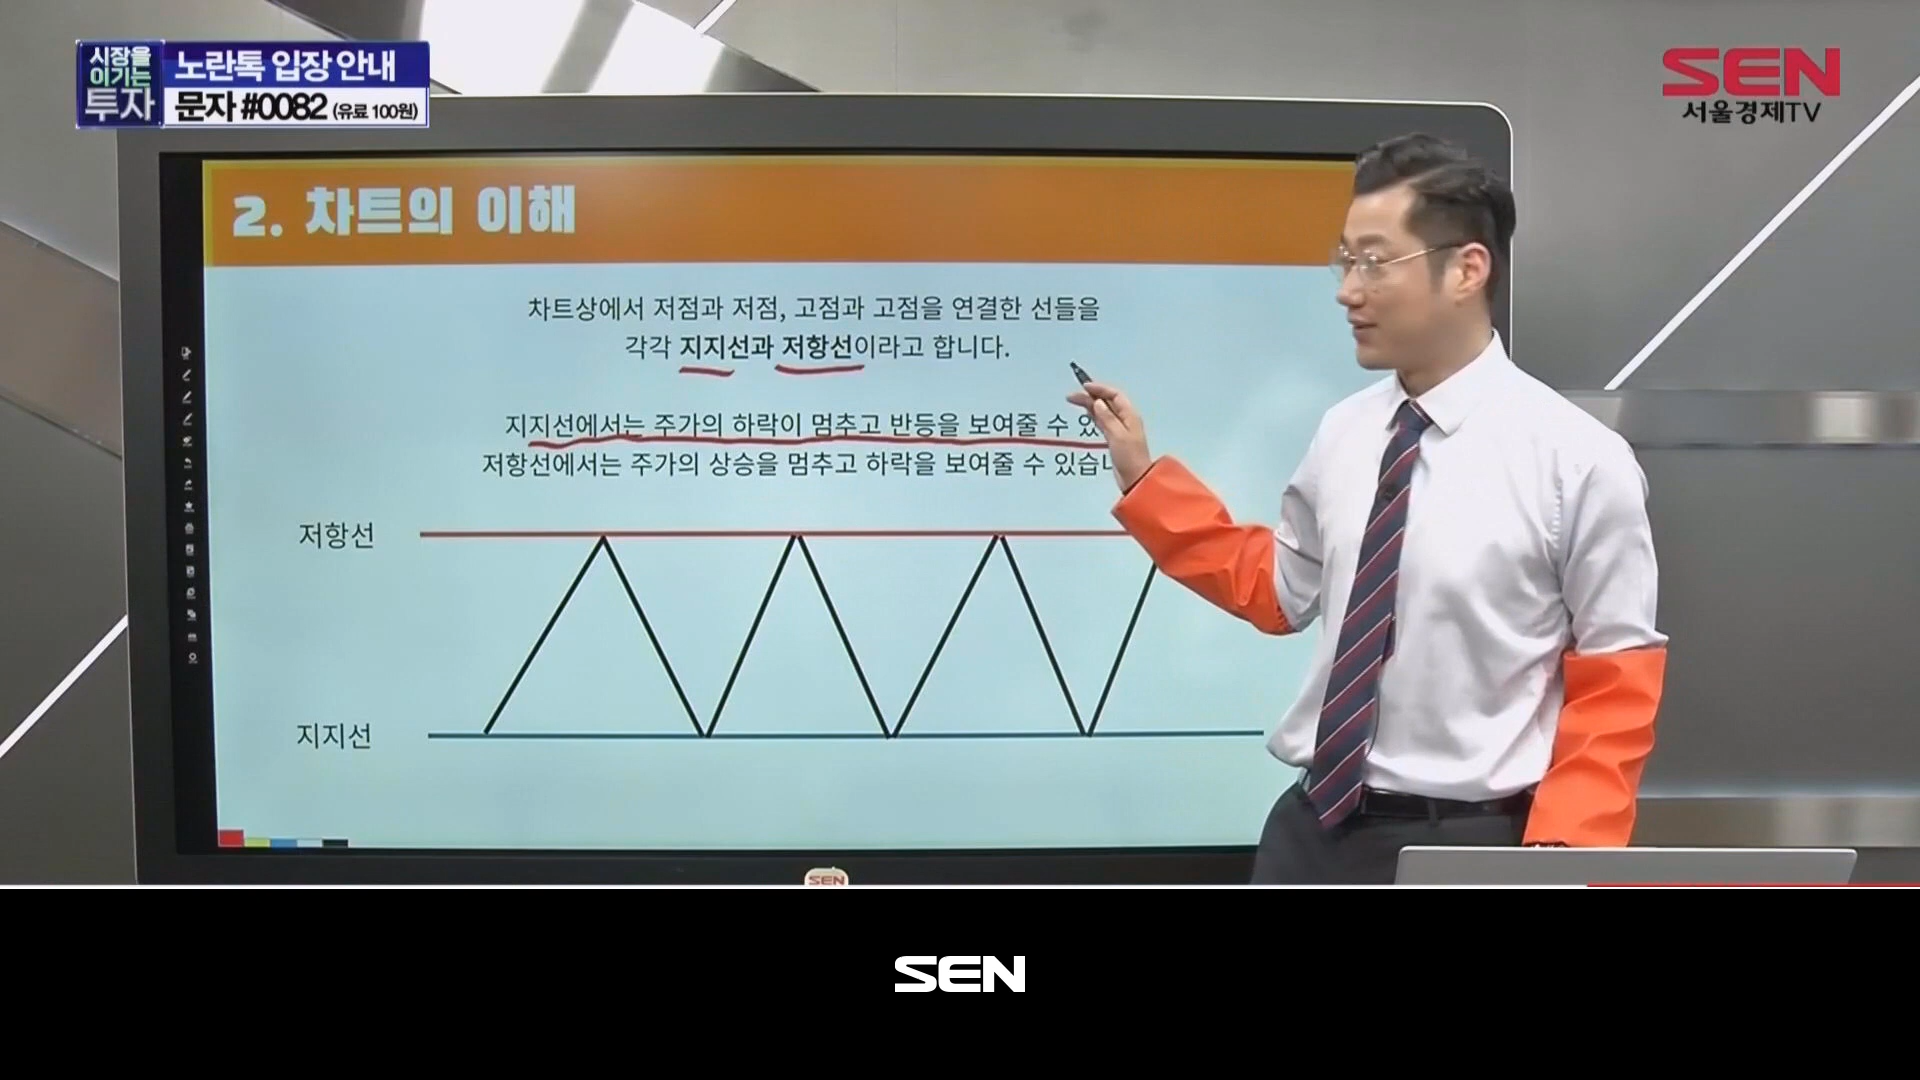 시장을
이기는
투자
노란톡 입장 안내
문자 #0082 (유료 100원)
SEN
서울경제TV
2. 차트의 이해
차트상에서 저점과 저점, 고점과 고점을 연결한 선들을
각각 지지선과 저항선이라고 합니다.
지지선에서는 주가의 하락이 멈추고 반등을 보여줄 수
저항선에서는 주가의 상승을 멈추고 하락을 보여줄 수
저항선
지지선
SEN
SEN